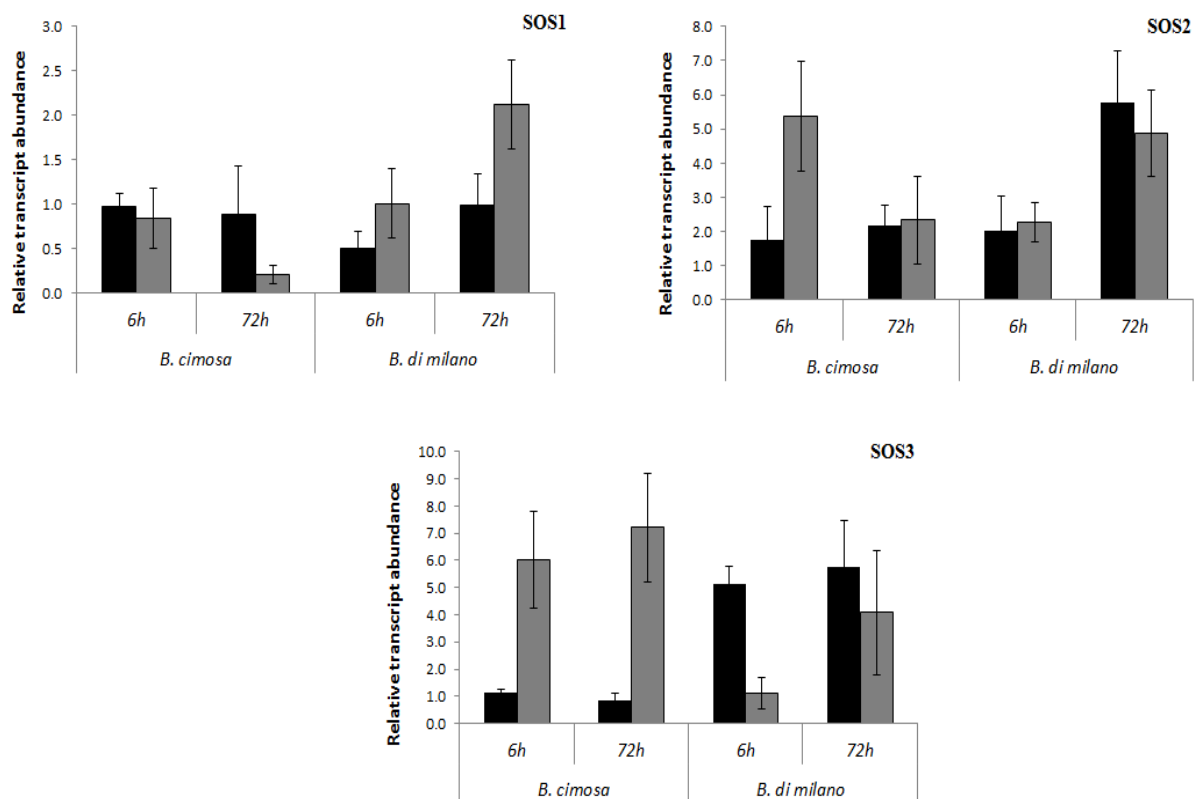 SOS1
Relative transcript abundance
3.0
2.5
2.0
1.5
1.0
0.5
0.0
6h 72h 6h 72h
B. cimosa B. di milano
SOS2
Relative transcript abundance
8.0
7.0
6.0
5.0
4.0
3.0
2.0
1.0
0.0
6h 72h 6h 72h
B. cimosa B. di milano
SOS3
Relative transcript abundance
10.0
9.0
8.0
7.0
6.0
5.0
4.0
3.0
2.0
1.0
0.0
6h 72h 6h 72h
B. cimosa B. di milano